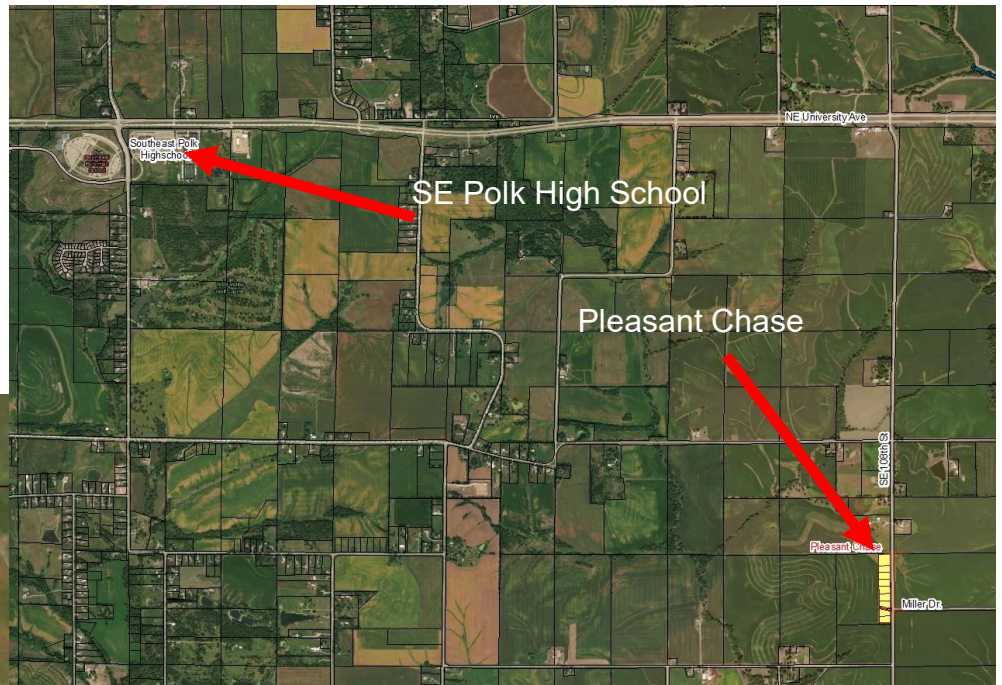 NE University Ave
Southeast Polk
Highschool
SE Polk High School
Pleasant Chase
SE 108th St
Pleasant Chase
Miller Dr.